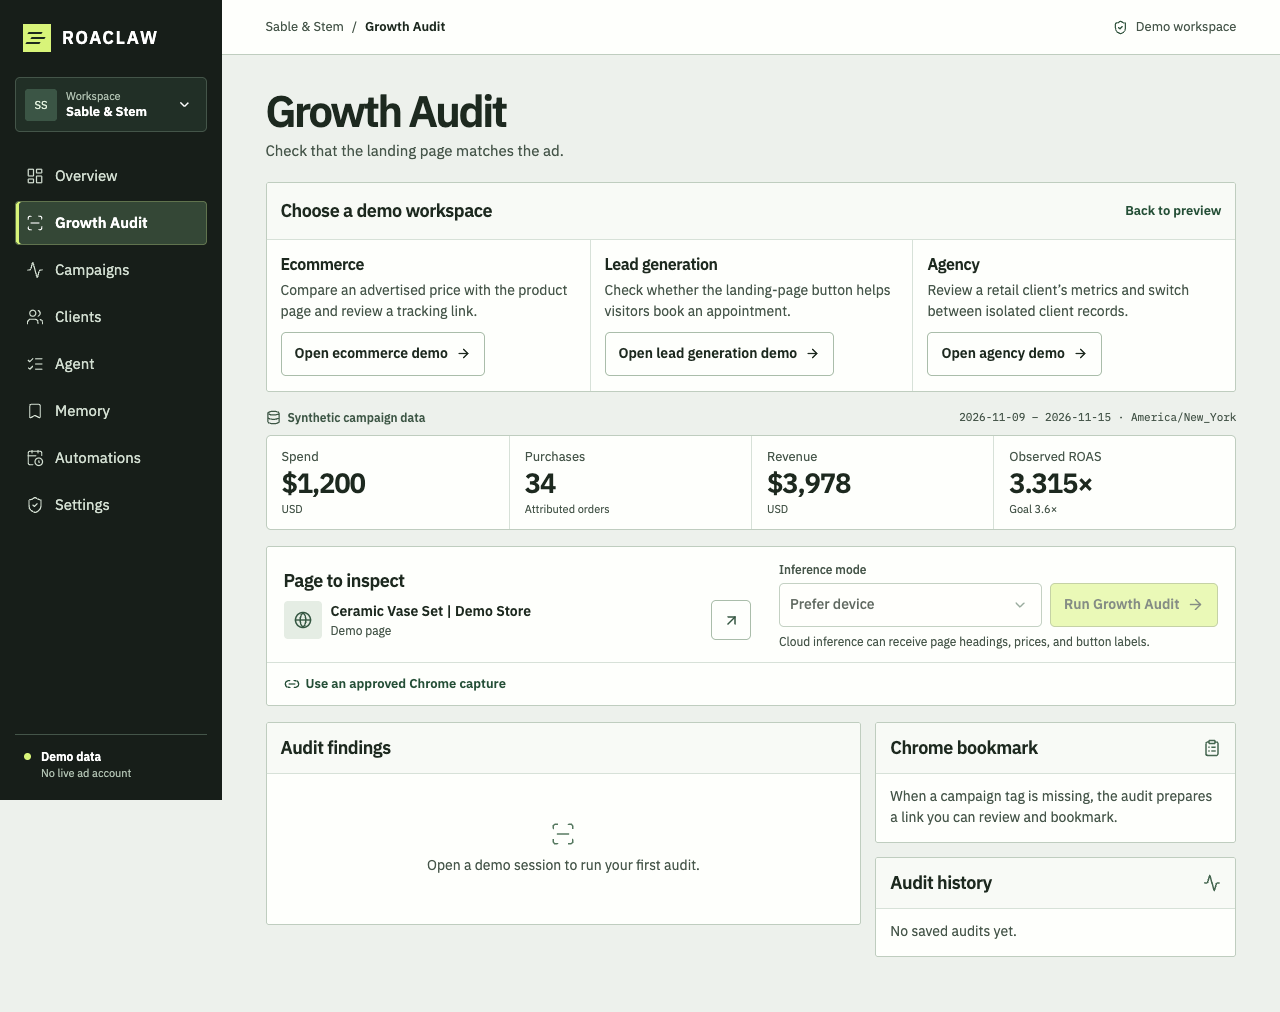 ROACLAW
SS
Workspace
Sable & Stem
Overview
Growth Audit
Campaigns
Clients
Agent
Memory
Automations
Settings
Demo data
No live ad account
Sable & Stem / Growth Audit
Demo workspace
Growth Audit
Check that the landing page matches the ad.
Choose a demo workspace
Back to preview
Ecommerce
Compare an advertised price with the product
page and review a tracking link.
Open ecommerce demo
Lead generation
Check whether the landing-page button helps
visitors book an appointment.
Open lead generation demo
Agency
Review a retail client’s metrics and switch
between isolated client records.
Open agency demo
Synthetic campaign data
2026-11-09 – 2026-11-15 · America/New_York
Spend
$1,200
USD
Purchases
34
Attributed orders
Revenue
$3,978
USD
Observed ROAS
3.315×
Goal 3.6×
Page to inspect
Ceramic Vase Set | Demo Store
Demo page
Inference mode
Prefer device
Run Growth Audit
Cloud inference can receive page headings, prices, and button labels.
Use an approved Chrome capture
Audit findings
Open a demo session to run your first audit.
Chrome bookmark
When a campaign tag is missing, the audit prepares
a link you can review and bookmark.
Audit history
No saved audits yet.